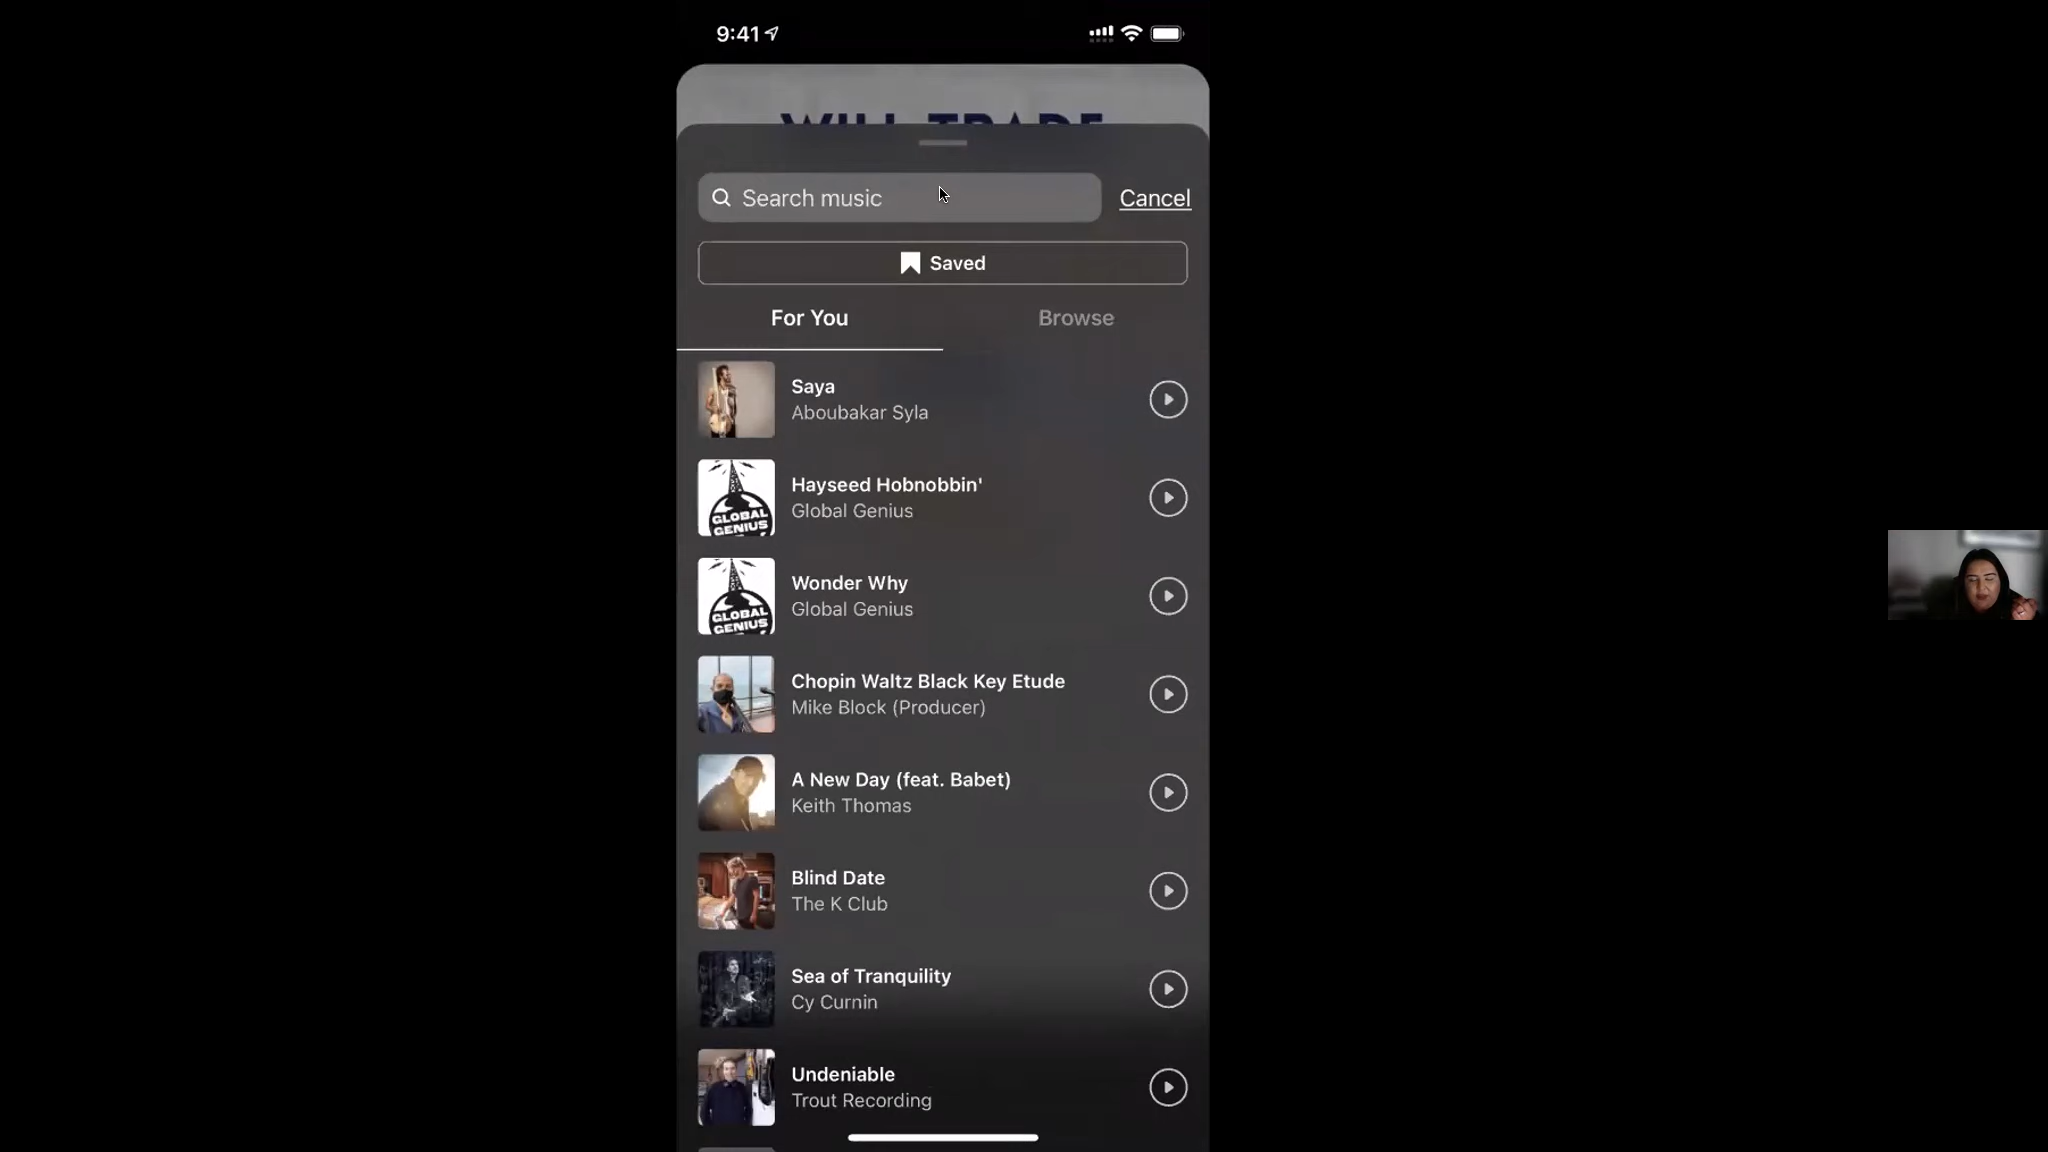 9:41
WILL TRADE
Search music
Cancel
Saved
For You
Browse
Saya
Aboubakar Syla
GLOBAL
GENIUS
Hayseed Hobnobbin'
Global Genius
GLOBAL
GENIUS
Wonder Why
Global Genius
Chopin Waltz Black Key Etude
Mike Block (Producer)
A New Day (feat. Babet)
Keith Thomas
Blind Date
The K Club
Sea of Tranquility
Cy Curnin
Undeniable
Trout Recording